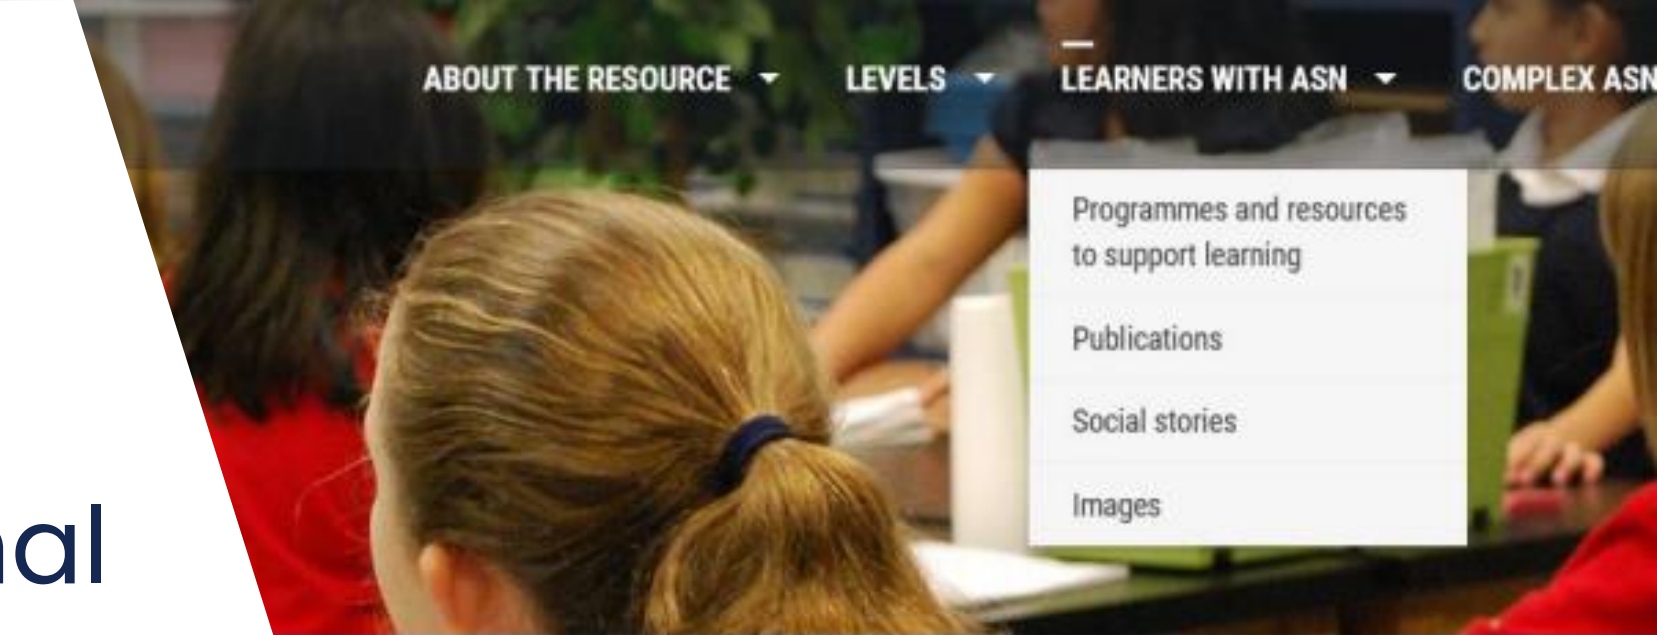 ABOUT THE RESOURCE
LEVELS
LEARNERS WITH ASN
COMPLEX ASN
Programmes and resources
to support learning
Publications
Social stories
Images
nal